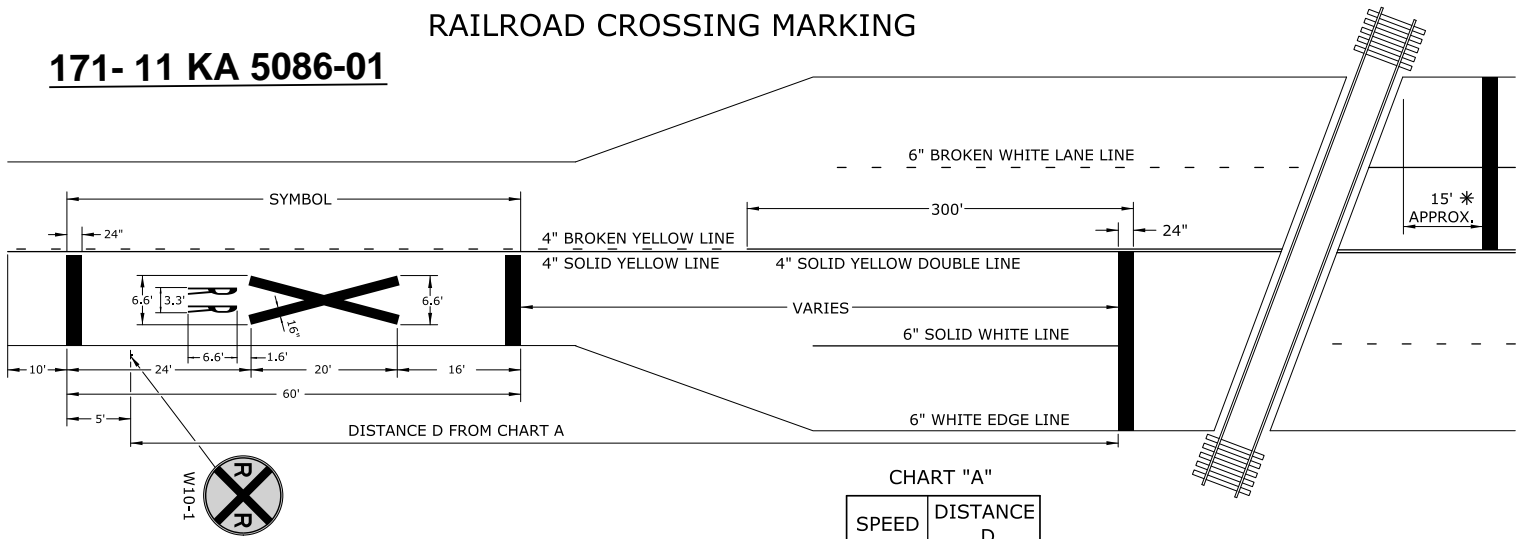 RAILROAD CROSSING MARKING
171- 11 KA 5086-01
6" BROKEN WHITE LANE LINE
SYMBOL
300'
15' *
APPROX.
24"
24"
4" BROKEN YELLOW LINE
4" SOLID YELLOW LINE
4" SOLID YELLOW DOUBLE LINE
6.6'
3.3'
6.6'
16"
VARIES
6" SOLID WHITE LINE
6.6'
1.6'
10'
24'
20'
16'
60'
5'
6" WHITE EDGE LINE
DISTANCE D FROM CHART A
W10-1
R
R
CHART "A"
SPEED
DISTANCE
D